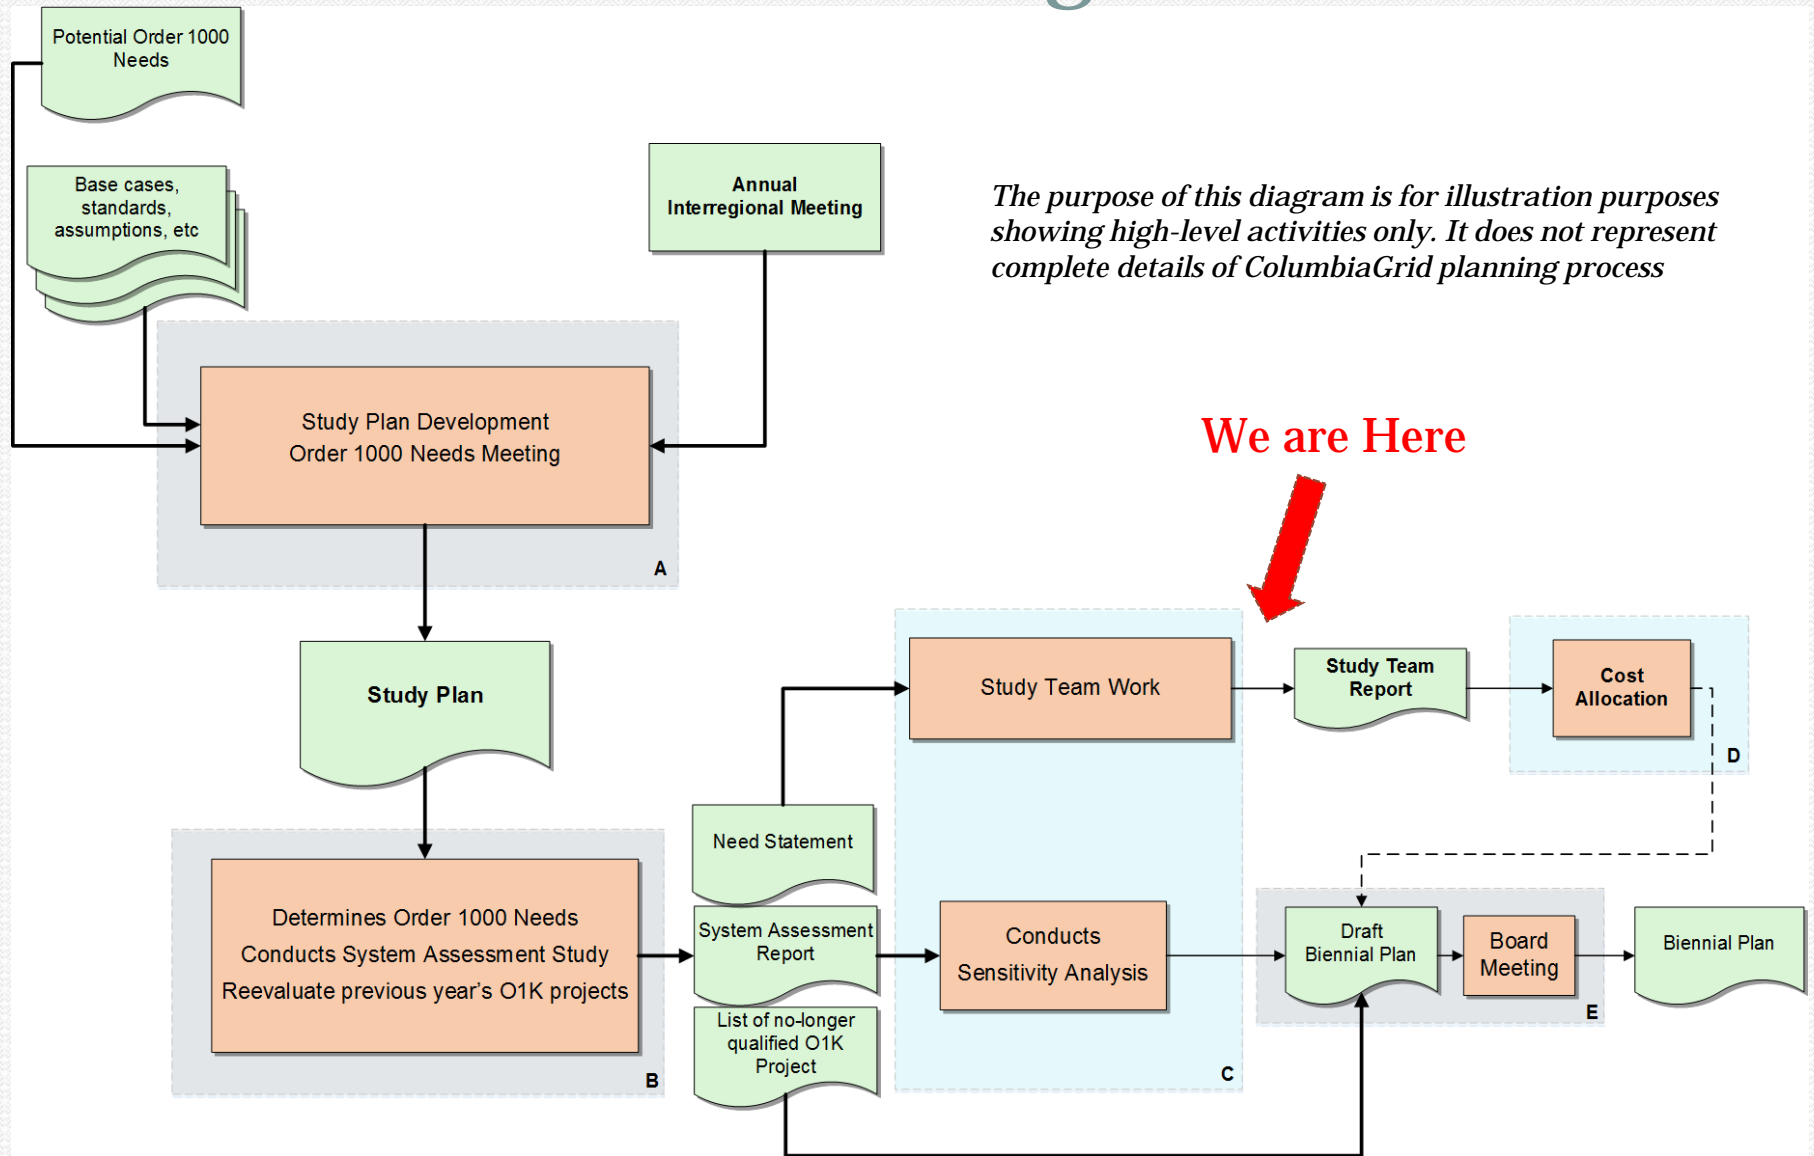 Potential Order 1000
Needs
Base cases,
standards,
assumptions, etc
Annual
Interregional Meeting
The purpose of this diagram is for illustration purposes
showing high-level activities only. It does not represent
complete details of ColumbiaGrid planning process
Study Plan Development
Order 1000 Needs Meeting
A
We are Here
Study Plan
Study Team Work
Study Team
Report
Cost
Allocation
D
Need Statement
Determines Order 1000 Needs
Conducts System Assessment Study
Reevaluate previous year's O1K projects
B
System Assessment
Report
Conducts
Sensitivity Analysis
List of no-longer
qualified O1K
Project
C
Draft
Biennial Plan
Board
Meeting
E
Biennial Plan